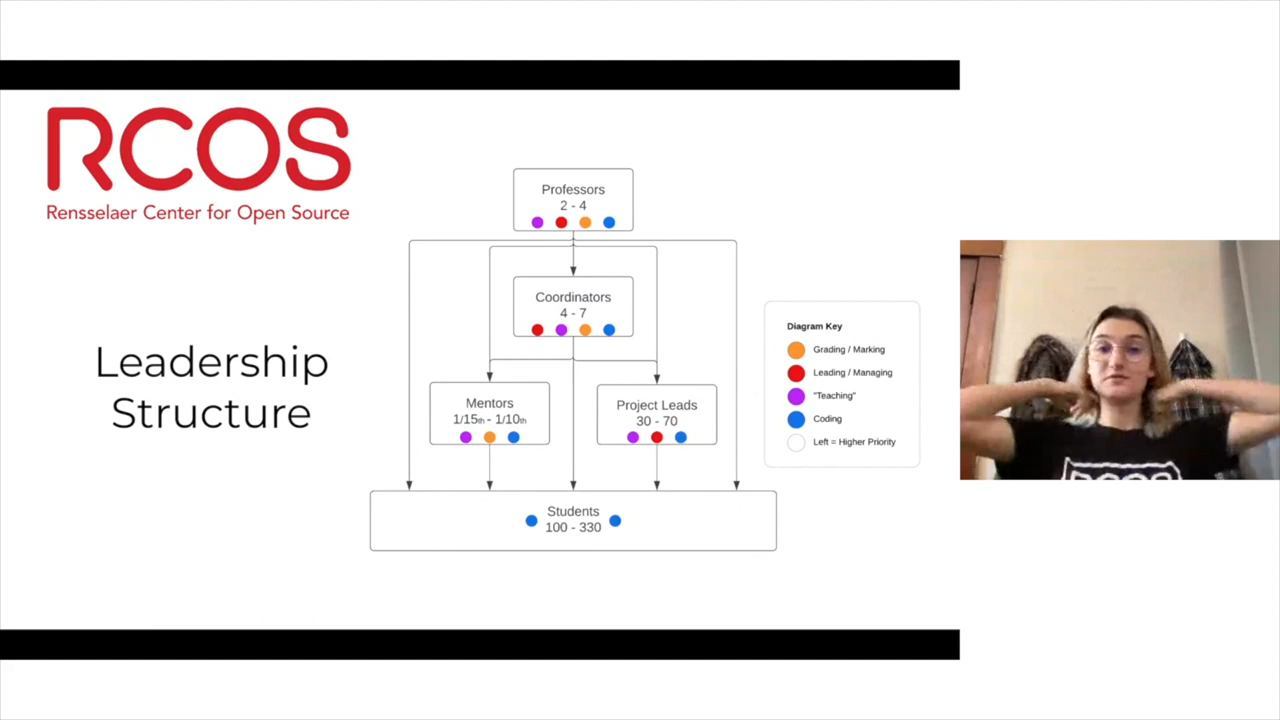 RCOS
Rensselaer Center for Open Source
Leadership
Structure
Professors
2 - 4
Coordinators
4 - 7
Mentors
1/15th - 1/10th
Project Leads
30 - 70
Students
100 - 330
Diagram Key
Grading / Marking
Leading / Managing
"Teaching"
Coding
Left = Higher Priority
RCOS